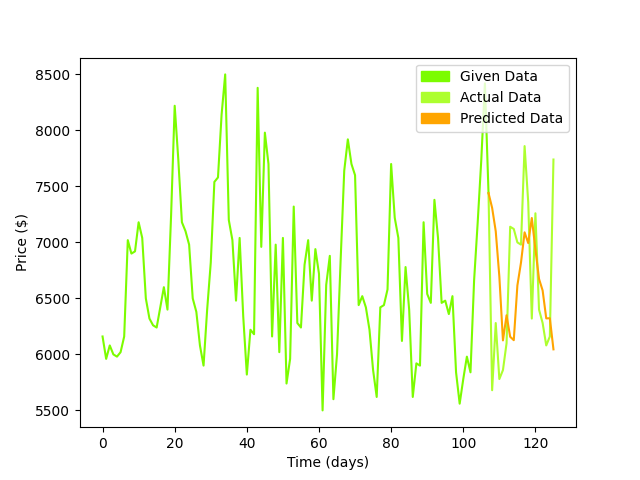 8500
8000
7500
7000
6500
6000
5500
Price ($)
0 20 40 60 80 100 120
Time (days)
Given Data
Actual Data
Predicted Data